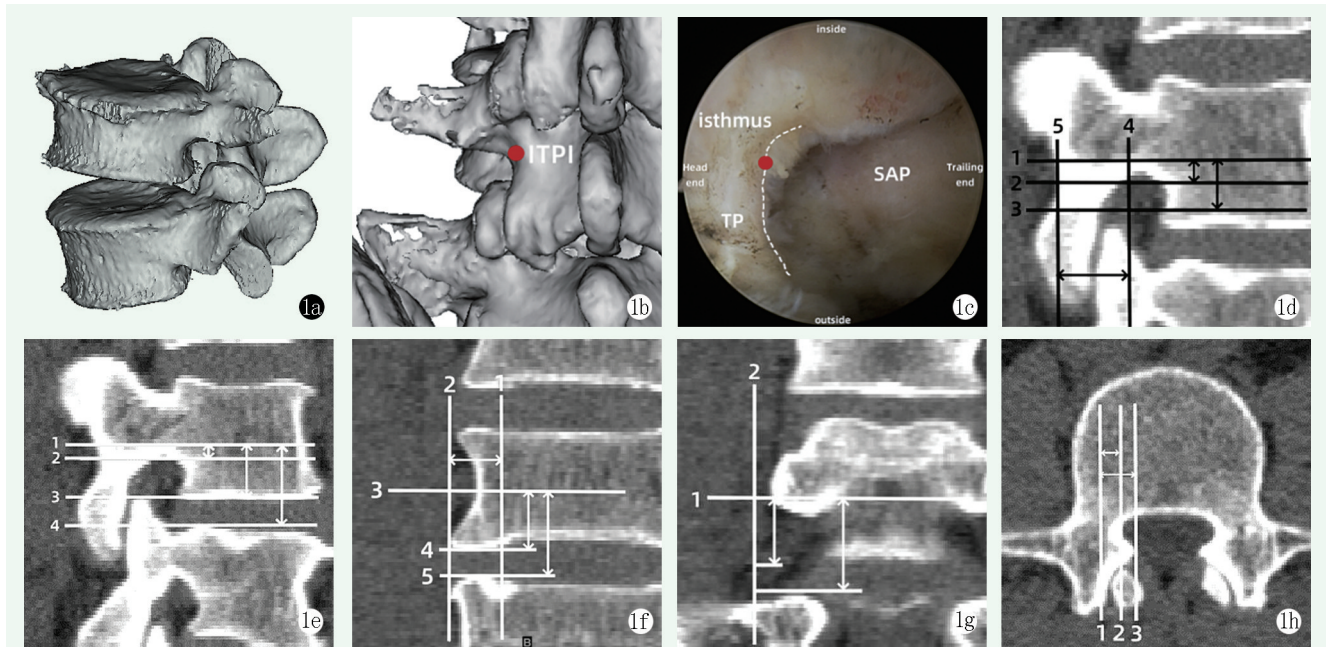 1a
ITPI
1b
inside
isthmus
Head
end
SAP
Trailing
end
TP
outside
1c
5 4
1
2
3
1d
1
2
3
4
1e
2 1
3
4
5
B
1f
2
1
1g
1 2 3
1h